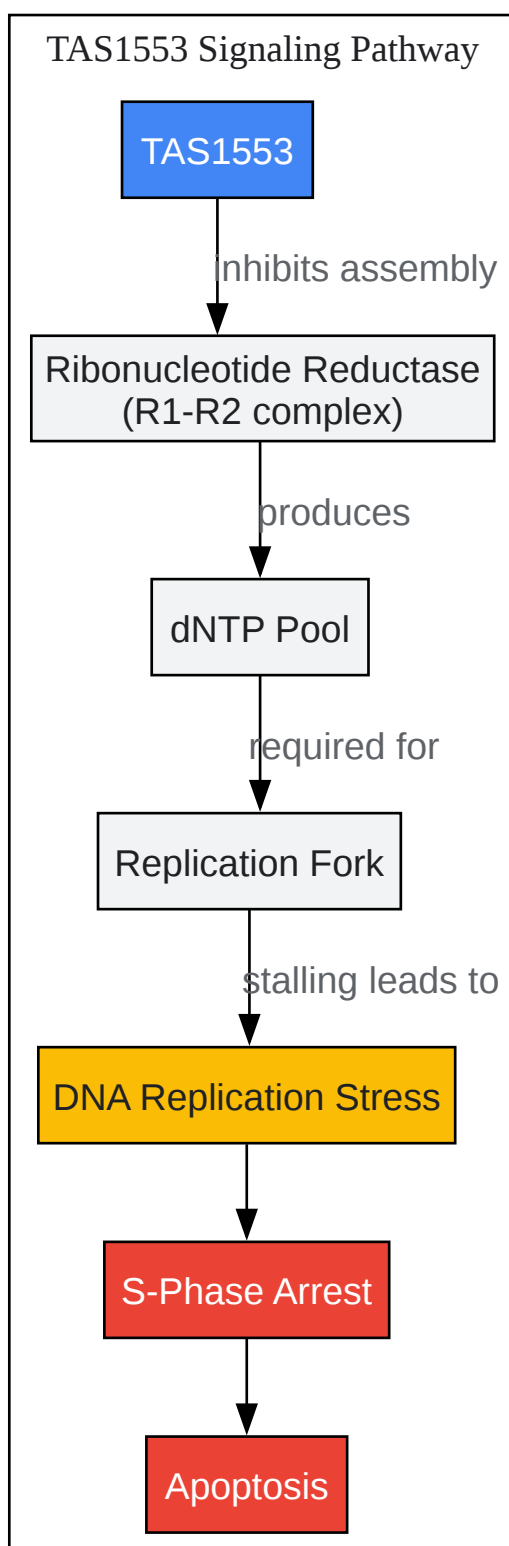 TAS1553 Signaling Pathway
TAS1553
inhibits assembly
Ribonucleotide Reductase
(R1-R2 complex)
produces
dNTP Pool
required for
Replication Fork
stalling leads to
DNA Replication Stress
S-Phase Arrest
Apoptosis